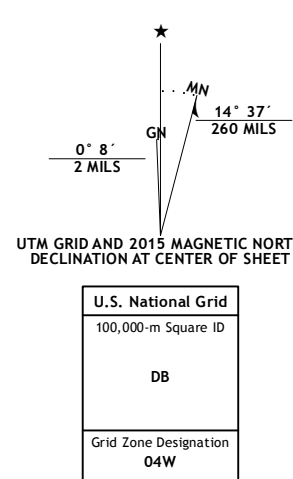 MN
14° 37´
260 MILS
GN
0° 8´
2 MILS
UTM GRID AND 2015 MAGNETIC NORT
DECLINATION AT CENTER OF SHEET
U.S. National Grid
100,000-m Square ID
DB
Grid Zone Designation
04W